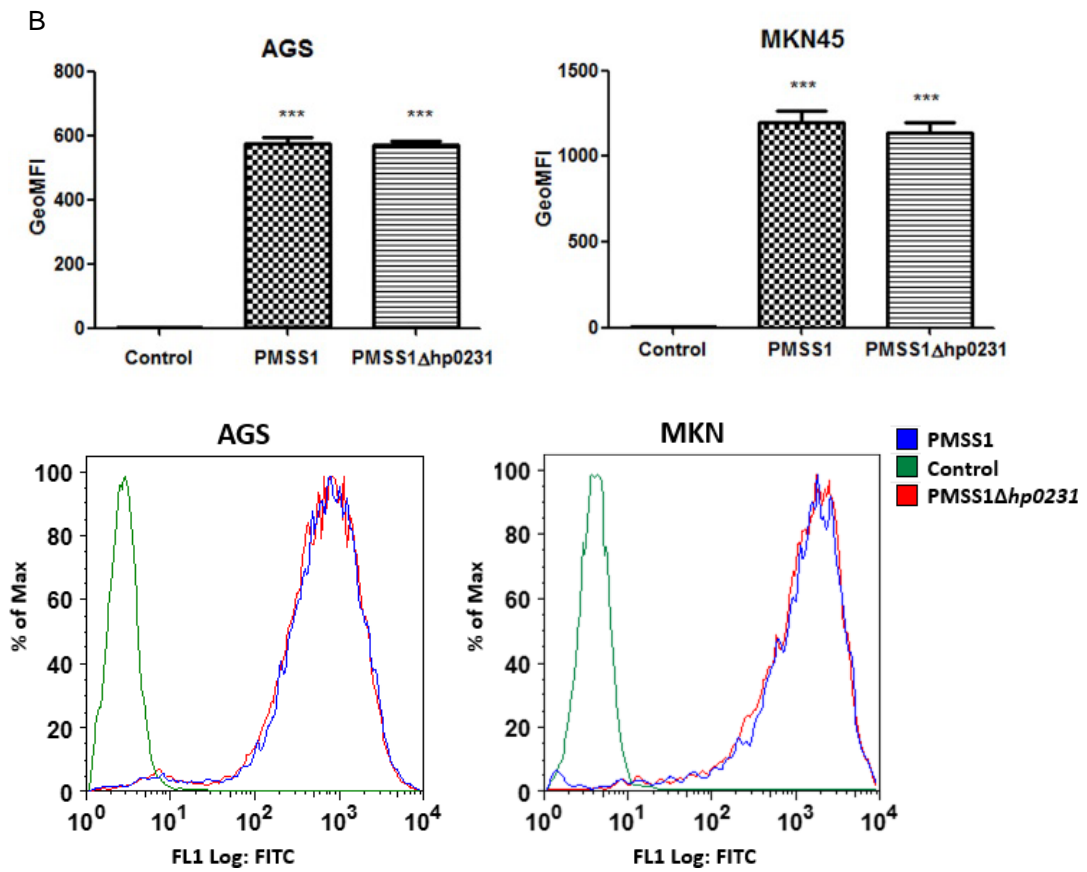 B
AGS
800
600
400
200
0
GeoMFI
***
***
Control
PMSS1
PMSS1Δhp0231
MKN45
1500
1000
500
0
GeoMFI
***
***
Control
PMSS1
PMSS1Δhp0231
AGS
100
80
60
40
20
0
% of Max
10⁰
10¹
10²
10³
10⁴
FL1 Log: FITC
MKN
100
80
60
40
20
0
% of Max
10⁰
10¹
10²
10³
10⁴
FL1 Log: FITC
PMSS1
Control
PMSS1Δhp0231